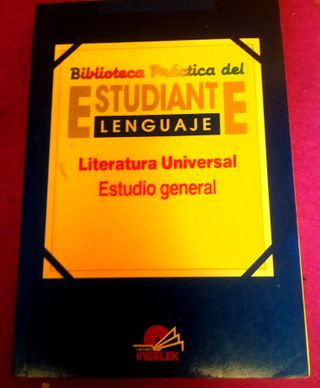 Biblioteca Práctica del
ESTUDIANTE
LENGUAJE
Literatura Universal
Estudio general
INGELEK